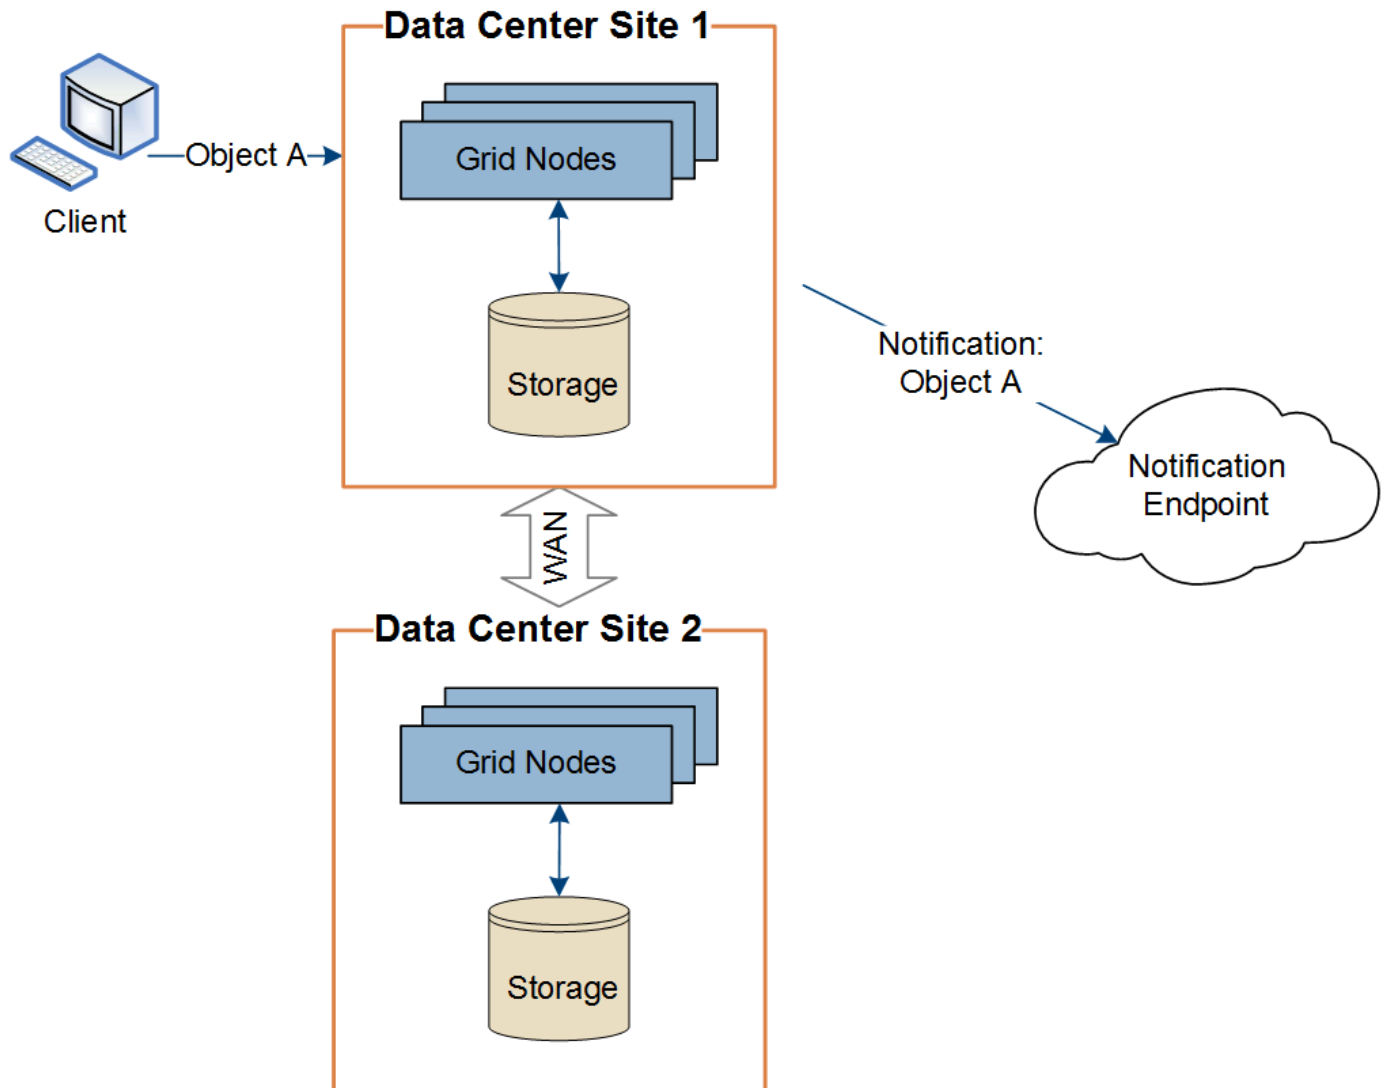 Data Center Site 1
Grid Nodes
Object A
Client
Storage
Notification:
Object A
Notification
Endpoint
WAN
Data Center Site 2
Grid Nodes
Storage